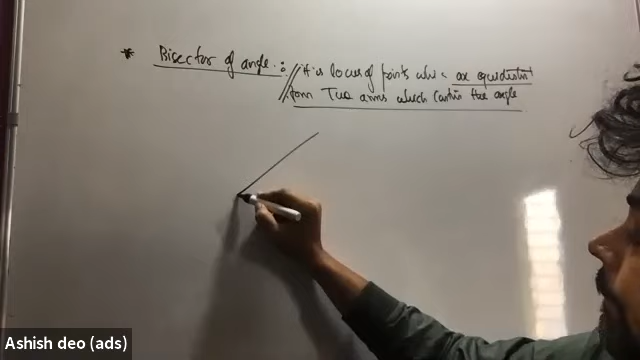 * Bisector of angle :
it is locus of points which are equidistant
from Two arms which contain the angle
Ashish deo (ads)